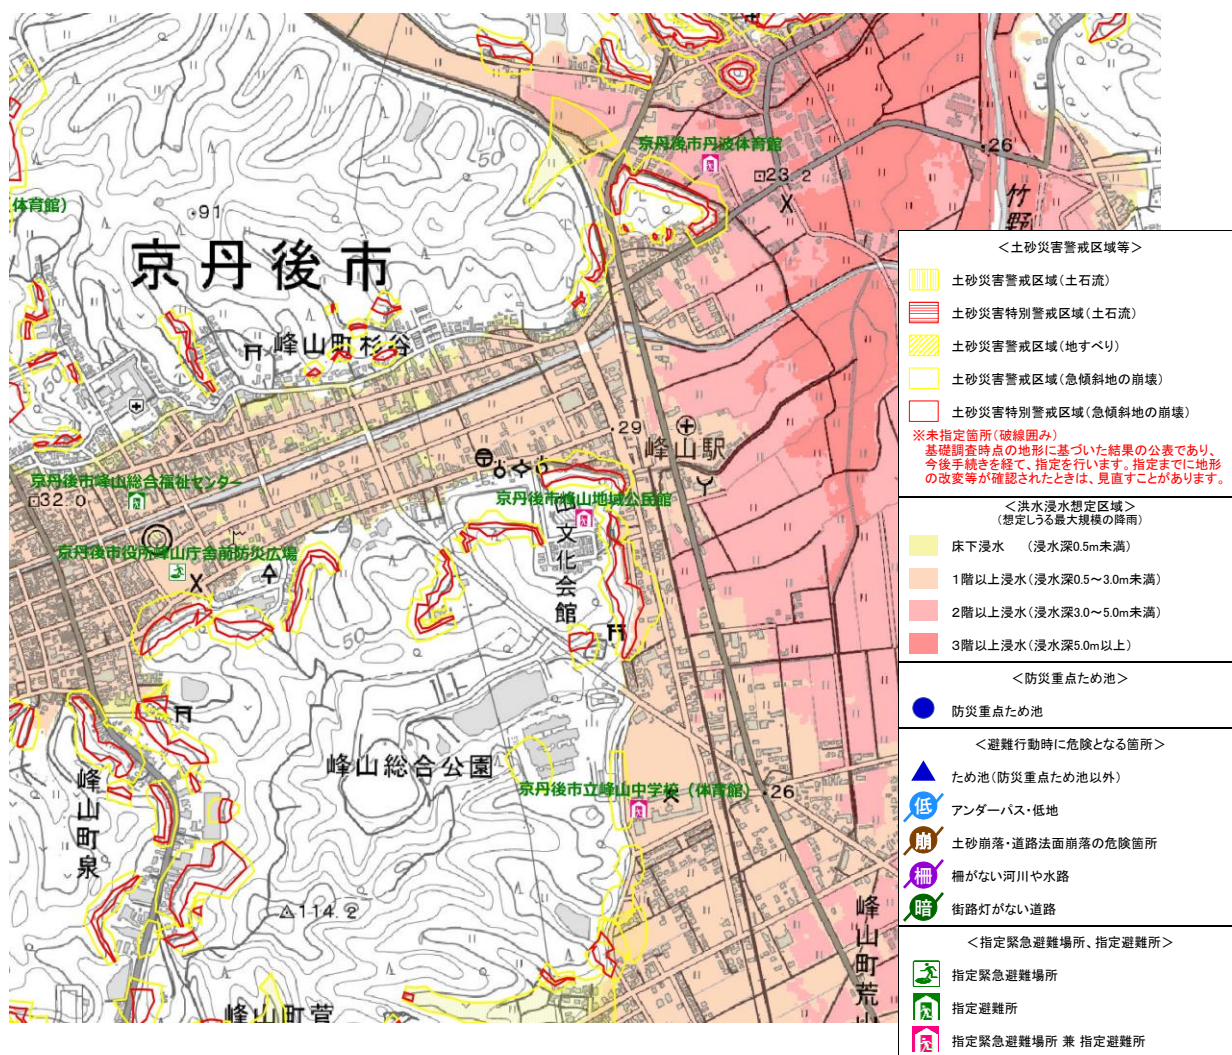 京丹後市丹波体育館
26
23.2
体育館）
91
50
竹野
京丹後市
峰山町杉谷
50
29
峰山駅
京丹後市峰山総合福祉センター
32.0
京丹後市峰山地域公民館
文化会館
京丹後市役所峰山庁舎前防災広場
50
峰山総合公園
峰山町泉
京丹後市立峰山中学校（体育館）
26
114.2
峰山町荒山
峰山町菅
＜土砂災害警戒区域等＞
土砂災害警戒区域（土石流）
土砂災害特別警戒区域（土石流）
土砂災害警戒区域（地すべり）
土砂災害警戒区域（急傾斜地の崩壊）
土砂災害特別警戒区域（急傾斜地の崩壊）
※未指定箇所（破線囲み）
基礎調査時点の地形に基づいた結果の公表であり、
今後手続きを経て、指定を行います。指定までに地形
の改変等が確認されたときは、見直すことがあります。
＜洪水浸水想定区域＞
（想定しうる最大規模の降雨）
床下浸水　（浸水深0.5m未満）
1階以上浸水（浸水深0.5～3.0m未満）
2階以上浸水（浸水深3.0～5.0m未満）
3階以上浸水（浸水深5.0m以上）
＜防災重点ため池＞
防災重点ため池
＜避難行動時に危険となる箇所＞
ため池（防災重点ため池以外）
低 アンダーパス・低地
崩 土砂崩落・道路法面崩落の危険箇所
柵 柵がない河川や水路
暗 街路灯がない道路
＜指定緊急避難場所、指定避難所＞
指定緊急避難場所
指定避難所
指定緊急避難場所 兼 指定避難所